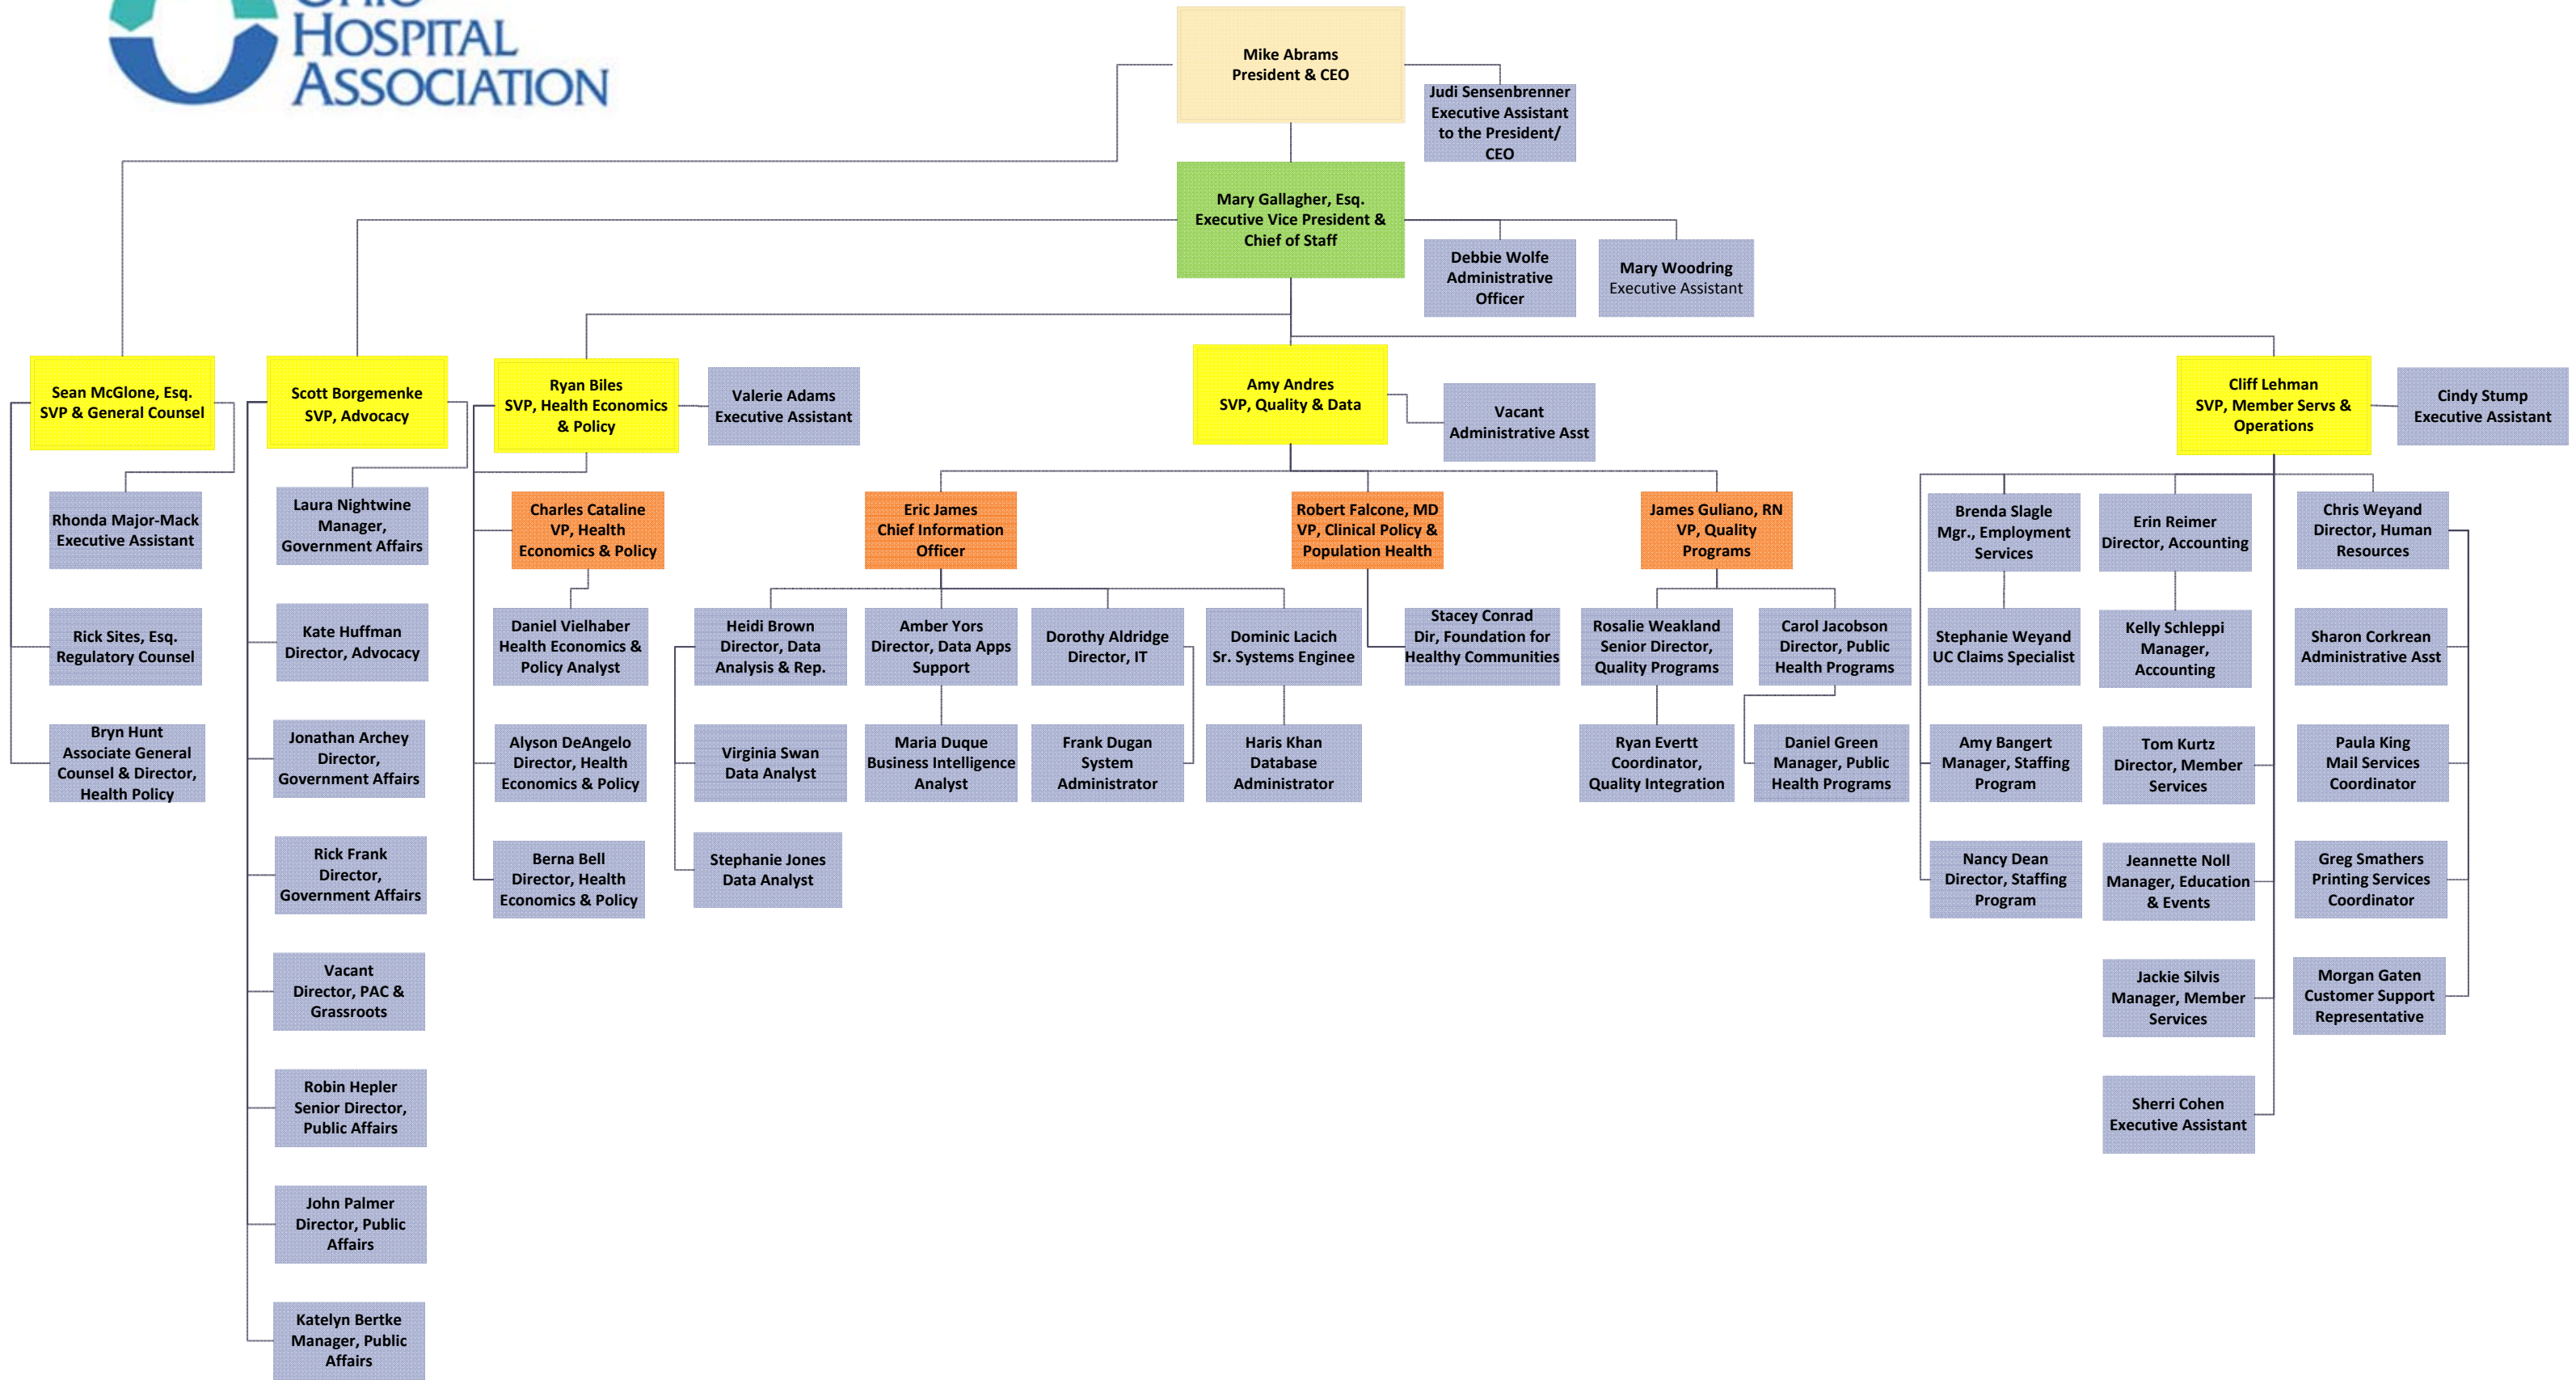 OHIO
HOSPITAL
ASSOCIATION
Mike Abrams
President & CEO
Judi Sensenbrenner
Executive Assistant
to the President/
CEO
Mary Gallagher, Esq.
Executive Vice President &
Chief of Staff
Debbie Wolfe
Administrative
Officer
Mary Woodring
Executive Assistant
Sean McGlone, Esq.
SVP & General Counsel
Scott Borgemenke
SVP, Advocacy
Ryan Biles
SVP, Health Economics
& Policy
Valerie Adams
Executive Assistant
Amy Andres
SVP, Quality & Data
Vacant
Administrative Asst
Cliff Lehman
SVP, Member Servs &
Operations
Cindy Stump
Executive Assistant
Rhonda Major-Mack
Executive Assistant
Rick Sites, Esq.
Regulatory Counsel
Bryn Hunt
Associate General
Counsel & Director,
Health Policy
Laura Nightwine
Manager,
Government Affairs
Kate Huffman
Director, Advocacy
Jonathan Archey
Director,
Government Affairs
Rick Frank
Director,
Government Affairs
Vacant
Director, PAC &
Grassroots
Robin Hepler
Senior Director,
Public Affairs
John Palmer
Director, Public
Affairs
Katelyn Bertke
Manager, Public
Affairs
Charles Cataline
VP, Health
Economics & Policy
Daniel Vielhaber
Health Economics &
Policy Analyst
Alyson DeAngelo
Director, Health
Economics & Policy
Berna Bell
Director, Health
Economics & Policy
Eric James
Chief Information
Officer
Heidi Brown
Director, Data
Analysis & Rep.
Virginia Swan
Data Analyst
Stephanie Jones
Data Analyst
Amber Yors
Director, Data Apps
Support
Maria Duque
Business Intelligence
Analyst
Dorothy Aldridge
Director, IT
Frank Dugan
System
Administrator
Dominic Lacich
Sr. Systems Enginee
Haris Khan
Database
Administrator
Robert Falcone, MD
VP, Clinical Policy &
Population Health
Stacey Conrad
Dir, Foundation for
Healthy Communities
James Guliano, RN
VP, Quality
Programs
Rosalie Weakland
Senior Director,
Quality Programs
Ryan Evertt
Coordinator,
Quality Integration
Carol Jacobson
Director, Public
Health Programs
Daniel Green
Manager, Public
Health Programs
Brenda Slagle
Mgr., Employment
Services
Stephanie Weyand
UC Claims Specialist
Amy Bangert
Manager, Staffing
Program
Nancy Dean
Director, Staffing
Program
Erin Reimer
Director, Accounting
Kelly Schleppi
Manager,
Accounting
Tom Kurtz
Director, Member
Services
Jeannette Noll
Manager, Education
& Events
Jackie Silvis
Manager, Member
Services
Sherri Cohen
Executive Assistant
Chris Weyand
Director, Human
Resources
Sharon Corkrean
Administrative Asst
Paula King
Mail Services
Coordinator
Greg Smathers
Printing Services
Coordinator
Morgan Gaten
Customer Support
Representative